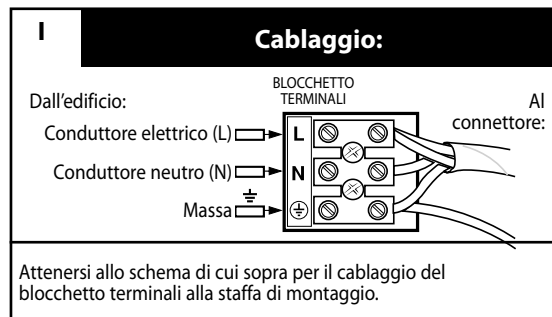 I
Cablaggio:
BLOCCHETTO
TERMINALI
Dall'edificio:
Al
connettore:
Conduttore elettrico (L)
L
Conduttore neutro (N)
N
Massa
Attenersi allo schema di cui sopra per il cablaggio del
blocchetto terminali alla staffa di montaggio.